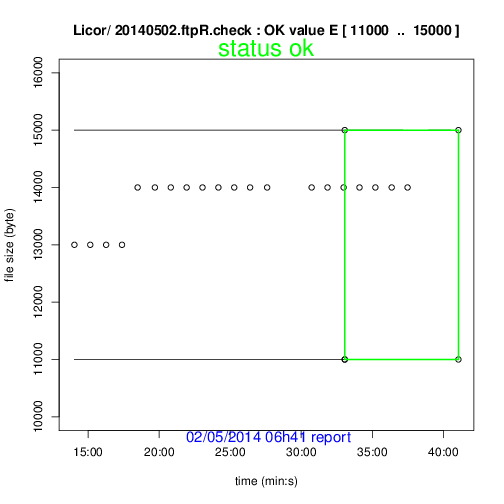 Licor/ 20140502.ftpR.check : OK value E [ 11000 .. 15000 ]
status ok
16000
15000
14000
13000
12000
11000
10000
file size (byte)
02/05/2014 06h41 report
15:00 20:00 25:00 30:00 35:00 40:00
time (min:s)